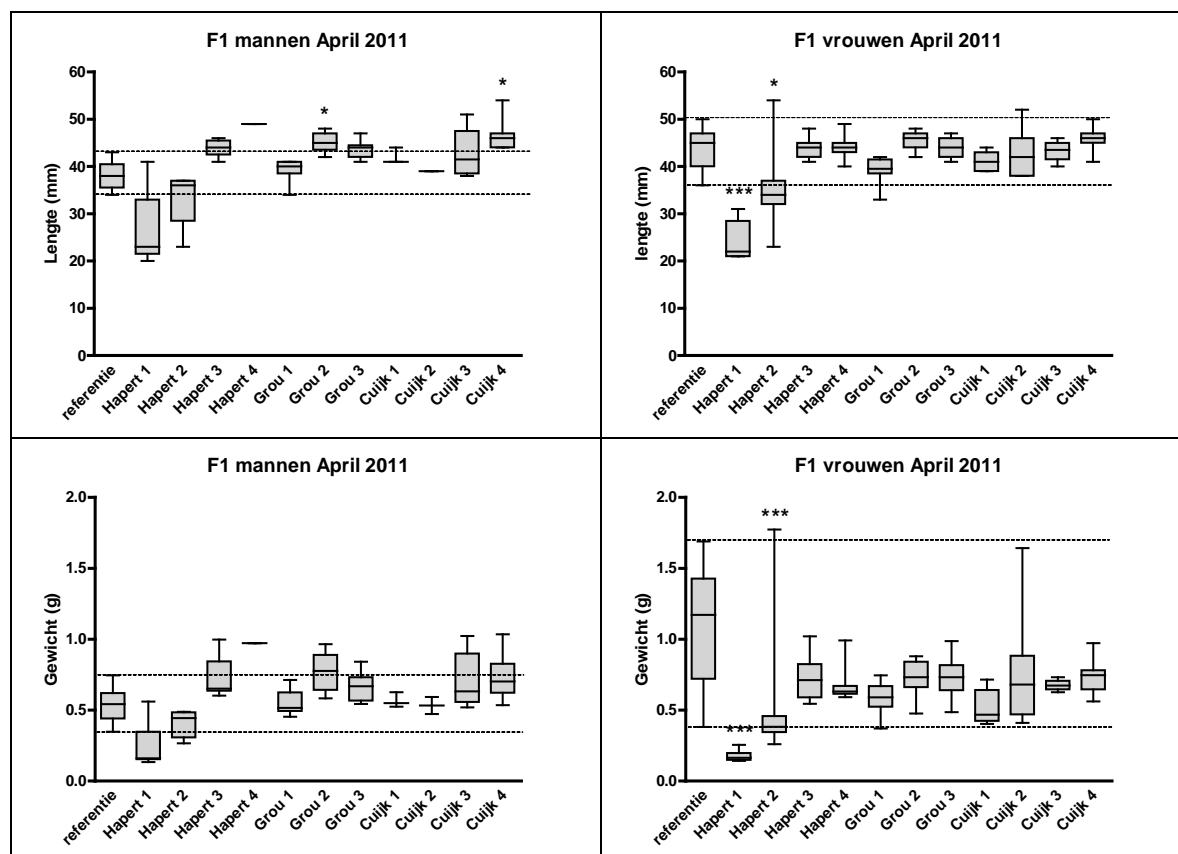 F1 mannen April 2011
60
50
40
30
20
10
0
Lengte (mm)
*
*
referentie
Hapert 1
Hapert 2
Hapert 3
Hapert 4
Grou 1
Grou 2
Grou 3
Cuijk 1
Cuijk 2
Cuijk 3
Cuijk 4
F1 vrouwen April 2011
60
50
40
30
20
10
0
lengte (mm)
***
*
referentie
Hapert 1
Hapert 2
Hapert 3
Hapert 4
Grou 1
Grou 2
Grou 3
Cuijk 1
Cuijk 2
Cuijk 3
Cuijk 4
F1 mannen April 2011
2.0
1.5
1.0
0.5
0.0
Gewicht (g)
referentie
Hapert 1
Hapert 2
Hapert 3
Hapert 4
Grou 1
Grou 2
Grou 3
Cuijk 1
Cuijk 2
Cuijk 3
Cuijk 4
F1 vrouwen April 2011
2.0
1.5
1.0
0.5
0.0
Gewicht (g)
***
***
referentie
Hapert 1
Hapert 2
Hapert 3
Hapert 4
Grou 1
Grou 2
Grou 3
Cuijk 1
Cuijk 2
Cuijk 3
Cuijk 4